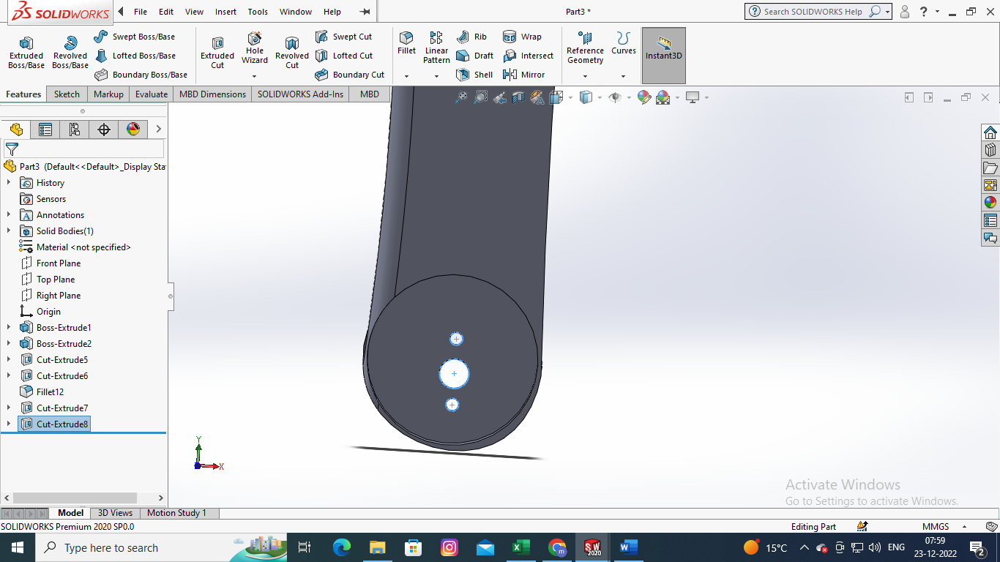 SOLIDWORKS File Edit View Insert Tools Window Help Part3 * Search SOLIDWORKS Help ?
Extruded Boss/Base
Revolved Boss/Base
Swept Boss/Base
Lofted Boss/Base
Boundary Boss/Base
Extruded Cut
Hole Wizard
Revolved Cut
Swept Cut
Lofted Cut
Boundary Cut
Fillet
Linear Pattern
Rib
Draft
Shell
Wrap
Intersect
Mirror
Reference Geometry
Curves
Instant3D
Features Sketch Markup Evaluate MBD Dimensions SOLIDWORKS Add-Ins MBD
Part3 (Default<<Default>_Display Sta
History
Sensors
Annotations
Solid Bodies(1)
Material <not specified>
Front Plane
Top Plane
Right Plane
Origin
Boss-Extrude1
Boss-Extrude2
Cut-Extrude5
Cut-Extrude6
Fillet12
Cut-Extrude7
Cut-Extrude8
Y
X
Activate Windows
Go to Settings to activate Windows.
Model 3D Views Motion Study 1
SOLIDWORKS Premium 2020 SP0.0 Editing Part MMGS
Type here to search
SW
2020
15°C ENG
07:59
23-12-2022
2